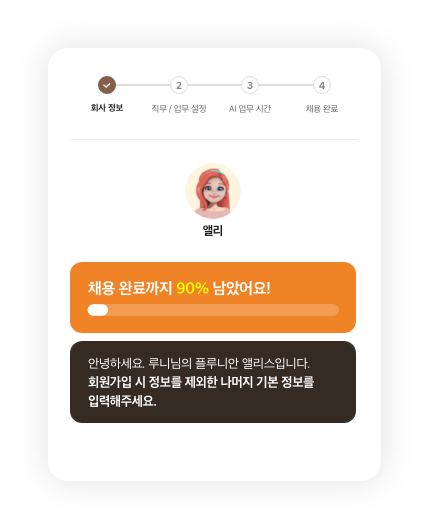 2 3 4
회사 정보 직무 / 업무 설정 AI 업무 시간 채용 완료
앨리
채용 완료까지 90% 남았어요!
안녕하세요. 루니님의 플루니안 앨리스입니다.
회원가입 시 정보를 제외한 나머지 기본 정보를
입력해주세요.